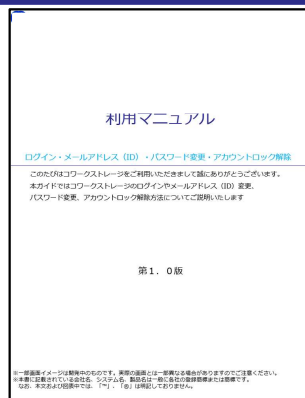 利用マニュアル
ログイン・メールアドレス（ID）・パスワード変更・アカウントロック解除
このたびはコワークストレージをご利用いただきまして誠にありがとうございます。
本ガイドではコワークストレージのログインやメールアドレス（ID）変更、
パスワード変更、アカウントロック解除方法についてご説明いたします
第１．０版
※一部画面イメージは開発中のものです。実際の画面とは一部異なる場合がありますのでご注意ください。
※本書に記載されている会社名、システム名、製品名は一般に各社の登録商標または商標です。
なお、本文および図表中では、「™」、「®」は明記しておりません。